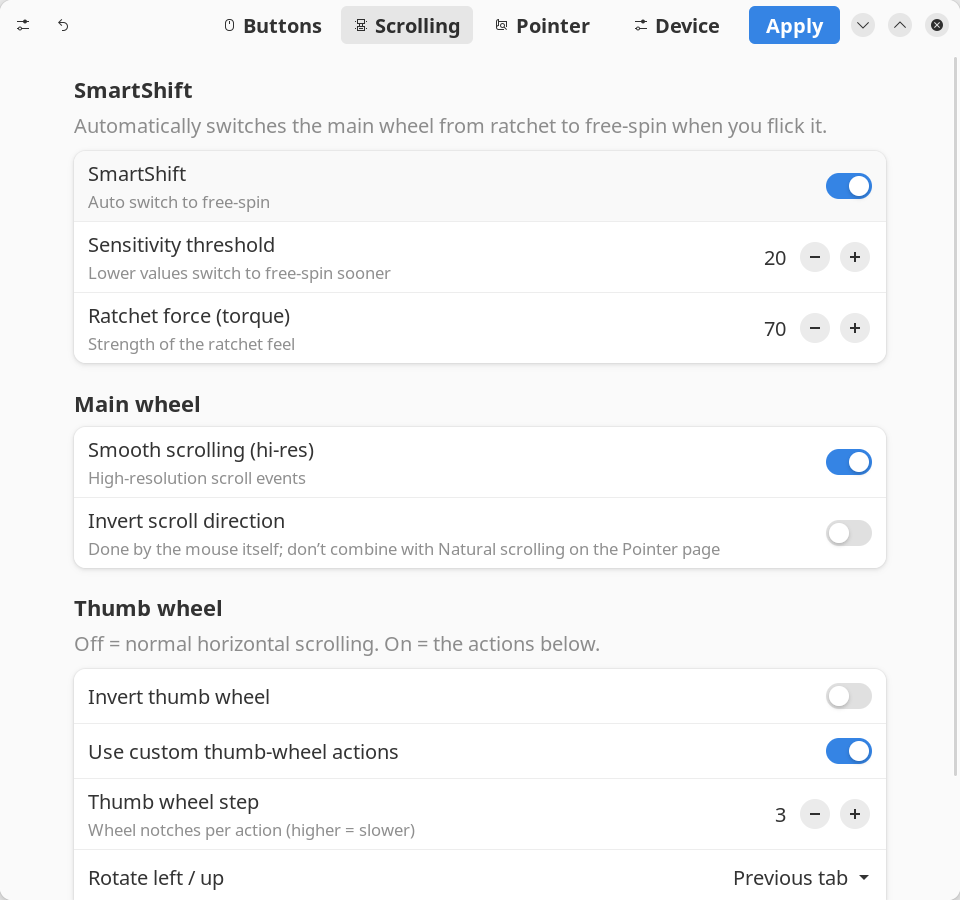 Buttons
Scrolling
Pointer
Device
Apply
SmartShift
Automatically switches the main wheel from ratchet to free-spin when you flick it.
SmartShift
Auto switch to free-spin
Sensitivity threshold
Lower values switch to free-spin sooner
20
Ratchet force (torque)
Strength of the ratchet feel
70
Main wheel
Smooth scrolling (hi-res)
High-resolution scroll events
Invert scroll direction
Done by the mouse itself; don’t combine with Natural scrolling on the Pointer page
Thumb wheel
Off = normal horizontal scrolling. On = the actions below.
Invert thumb wheel
Use custom thumb-wheel actions
Thumb wheel step
Wheel notches per action (higher = slower)
3
Rotate left / up
Previous tab